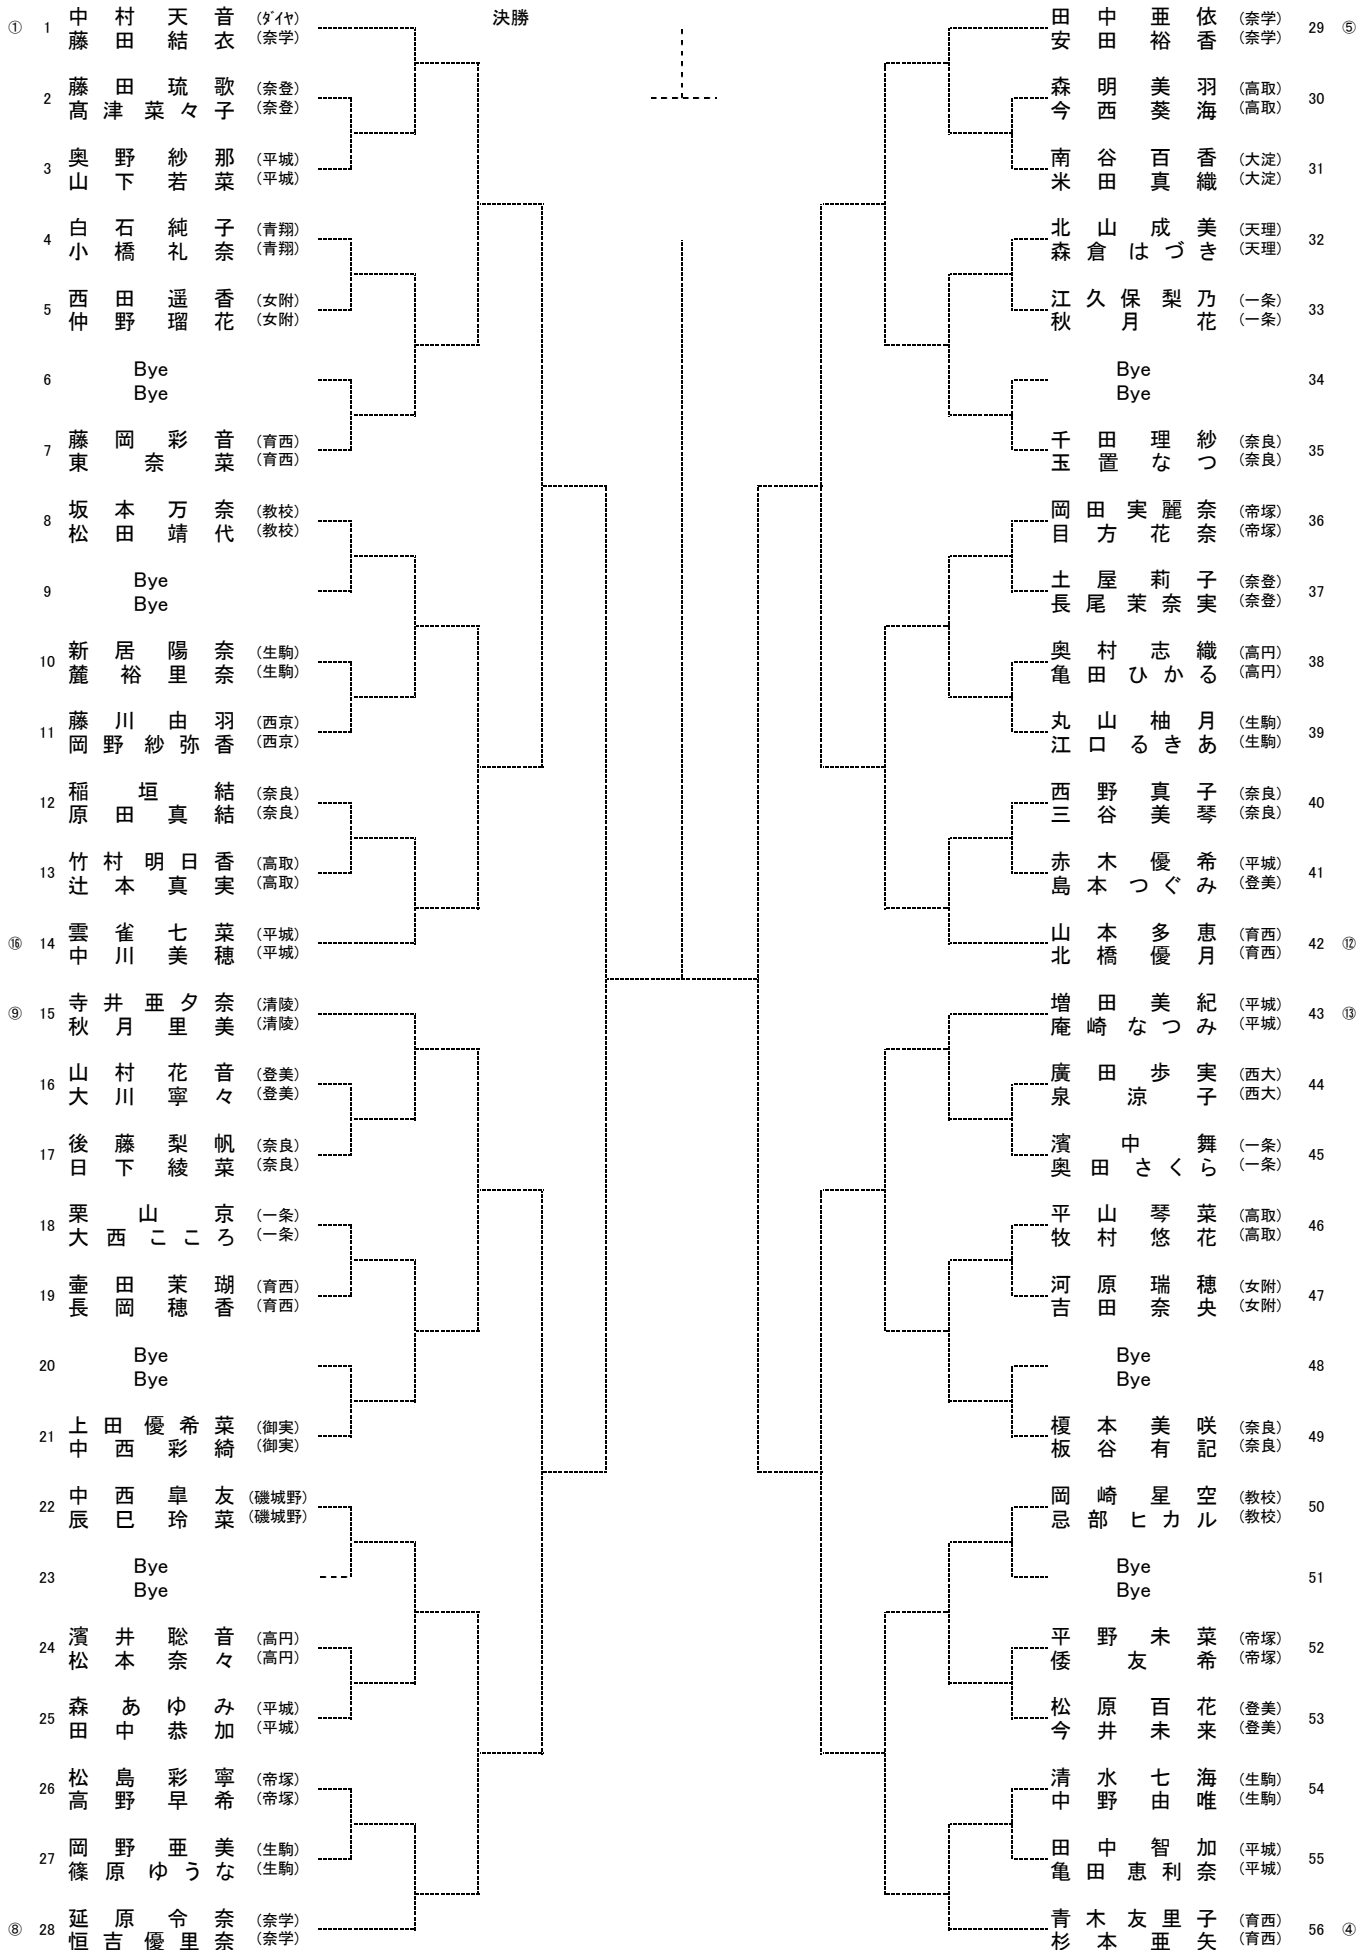 決勝
① 1 中村天音 (ダイヤ)
藤田結衣 (奈学)
2 藤田琉歌 (奈登)
髙津菜々子 (奈登)
3 奥野紗那 (平城)
山下若菜 (平城)
4 白石純子 (青翔)
小橋礼奈 (青翔)
5 西田遥香 (女附)
仲野瑠花 (女附)
6 Bye
Bye
7 藤岡彩音 (育西)
東奈菜 (育西)
8 坂本万奈 (教校)
松田靖代 (教校)
9 Bye
Bye
10 新居陽奈 (生駒)
麓裕里奈 (生駒)
11 藤川由羽 (西京)
岡野紗弥香 (西京)
12 稲垣結 (奈良)
原田真結 (奈良)
13 竹村明日香 (高取)
辻本真実 (高取)
⑯ 14 雲雀七菜 (平城)
中川美穂 (平城)
⑨ 15 寺井亜夕奈 (清陵)
秋月里美 (清陵)
16 山村花音 (登美)
大川寧々 (登美)
17 後藤梨帆 (奈良)
日下綾菜 (奈良)
18 栗山京 (一条)
大西こころ (一条)
19 壷田茉瑚 (育西)
長岡穂香 (育西)
20 Bye
Bye
21 上田優希菜 (御実)
中西彩綺 (御実)
22 中西皐友 (磯城野)
辰巳玲菜 (磯城野)
23 Bye
Bye
24 濱井聡音 (高円)
松本奈々 (高円)
25 森あゆみ (平城)
田中恭加 (平城)
26 松島彩寧 (帝塚)
高野早希 (帝塚)
27 岡野亜美 (生駒)
篠原ゆうな (生駒)
⑧ 28 延原令奈 (奈学)
恒吉優里奈 (奈学)
田中亜依 (奈学) 29 ⑤
安田裕香 (奈学)
森明美羽 (高取) 30
今西葵海 (高取)
南谷百香 (大淀) 31
米田真織 (大淀)
北山成美 (天理) 32
森倉はづき (天理)
江久保梨乃 (一条) 33
秋月花 (一条)
Bye 34
Bye
千田理紗 (奈良) 35
玉置なつ (奈良)
岡田実麗奈 (帝塚) 36
目方花奈 (帝塚)
土屋莉子 (奈登) 37
長尾茉奈実 (奈登)
奥村志織 (高円) 38
亀田ひかる (高円)
丸山柚月 (生駒) 39
江口るきあ (生駒)
西野真子 (奈良) 40
三谷美琴 (奈良)
赤木優希 (平城) 41
島本つぐみ (登美)
山本多恵 (育西) 42 ⑫
北橋優月 (育西)
増田美紀 (平城) 43 ⑬
庵崎なつみ (平城)
廣田歩実 (西大) 44
泉涼子 (西大)
濱中舞 (一条) 45
奥田さくら (一条)
平山琴菜 (高取) 46
牧村悠花 (高取)
河原瑞穂 (女附) 47
吉田奈央 (女附)
Bye 48
Bye
榎本美咲 (奈良) 49
板谷有記 (奈良)
岡崎星空 (教校) 50
忌部ヒカル (教校)
Bye 51
Bye
平野未菜 (帝塚) 52
倭友希 (帝塚)
松原百花 (登美) 53
今井未来 (登美)
清水七海 (生駒) 54
中野由唯 (生駒)
田中智加 (平城) 55
亀田恵利奈 (平城)
青木友里子 (育西) 56 ④
杉本亜矢 (育西)